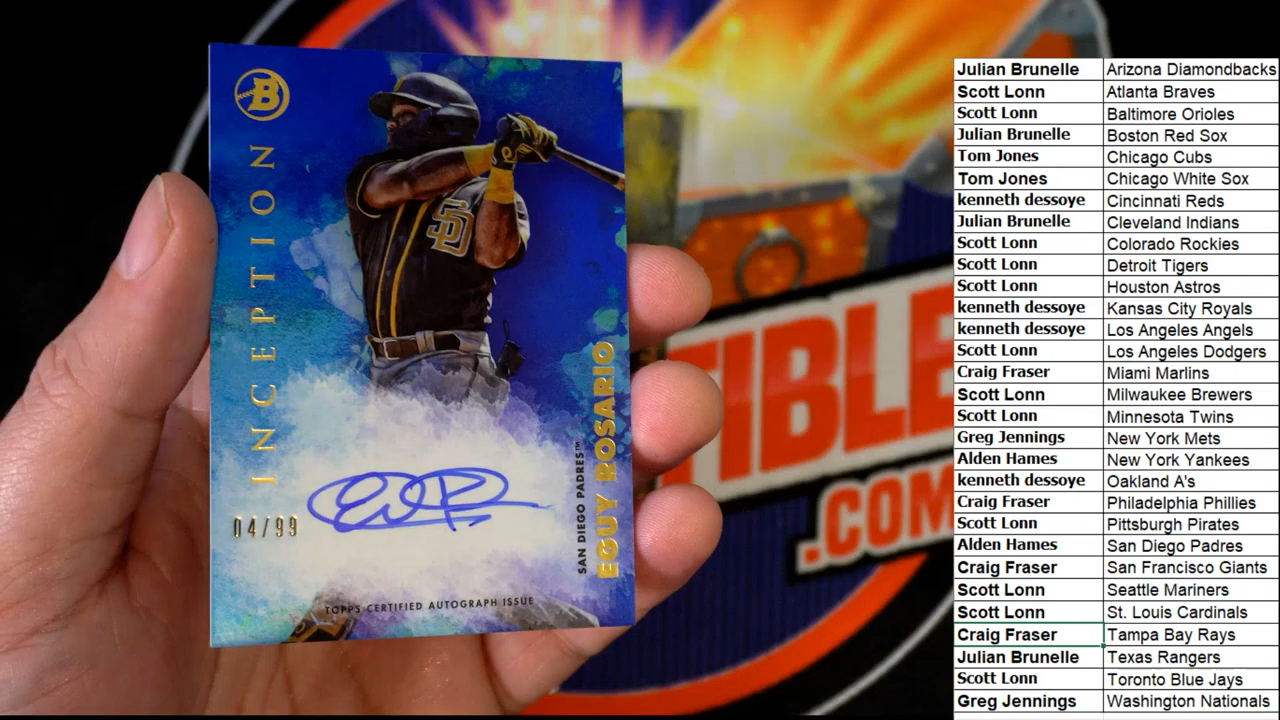 B
INCEPTION
SD
04/99
SAN DIEGO PADRES™
EGUY ROSARIO
TOPPS CERTIFIED AUTOGRAPH ISSUE
TIBLE
.COM
Julian Brunelle Arizona Diamondbacks
Scott Lonn Atlanta Braves
Scott Lonn Baltimore Orioles
Julian Brunelle Boston Red Sox
Tom Jones Chicago Cubs
Tom Jones Chicago White Sox
kenneth dessoye Cincinnati Reds
Julian Brunelle Cleveland Indians
Scott Lonn Colorado Rockies
Scott Lonn Detroit Tigers
Scott Lonn Houston Astros
kenneth dessoye Kansas City Royals
kenneth dessoye Los Angeles Angels
Scott Lonn Los Angeles Dodgers
Craig Fraser Miami Marlins
Scott Lonn Milwaukee Brewers
Scott Lonn Minnesota Twins
Greg Jennings New York Mets
Alden Hames New York Yankees
kenneth dessoye Oakland A's
Craig Fraser Philadelphia Phillies
Scott Lonn Pittsburgh Pirates
Alden Hames San Diego Padres
Craig Fraser San Francisco Giants
Scott Lonn Seattle Mariners
Scott Lonn St. Louis Cardinals
Craig Fraser Tampa Bay Rays
Julian Brunelle Texas Rangers
Scott Lonn Toronto Blue Jays
Greg Jennings Washington Nationals